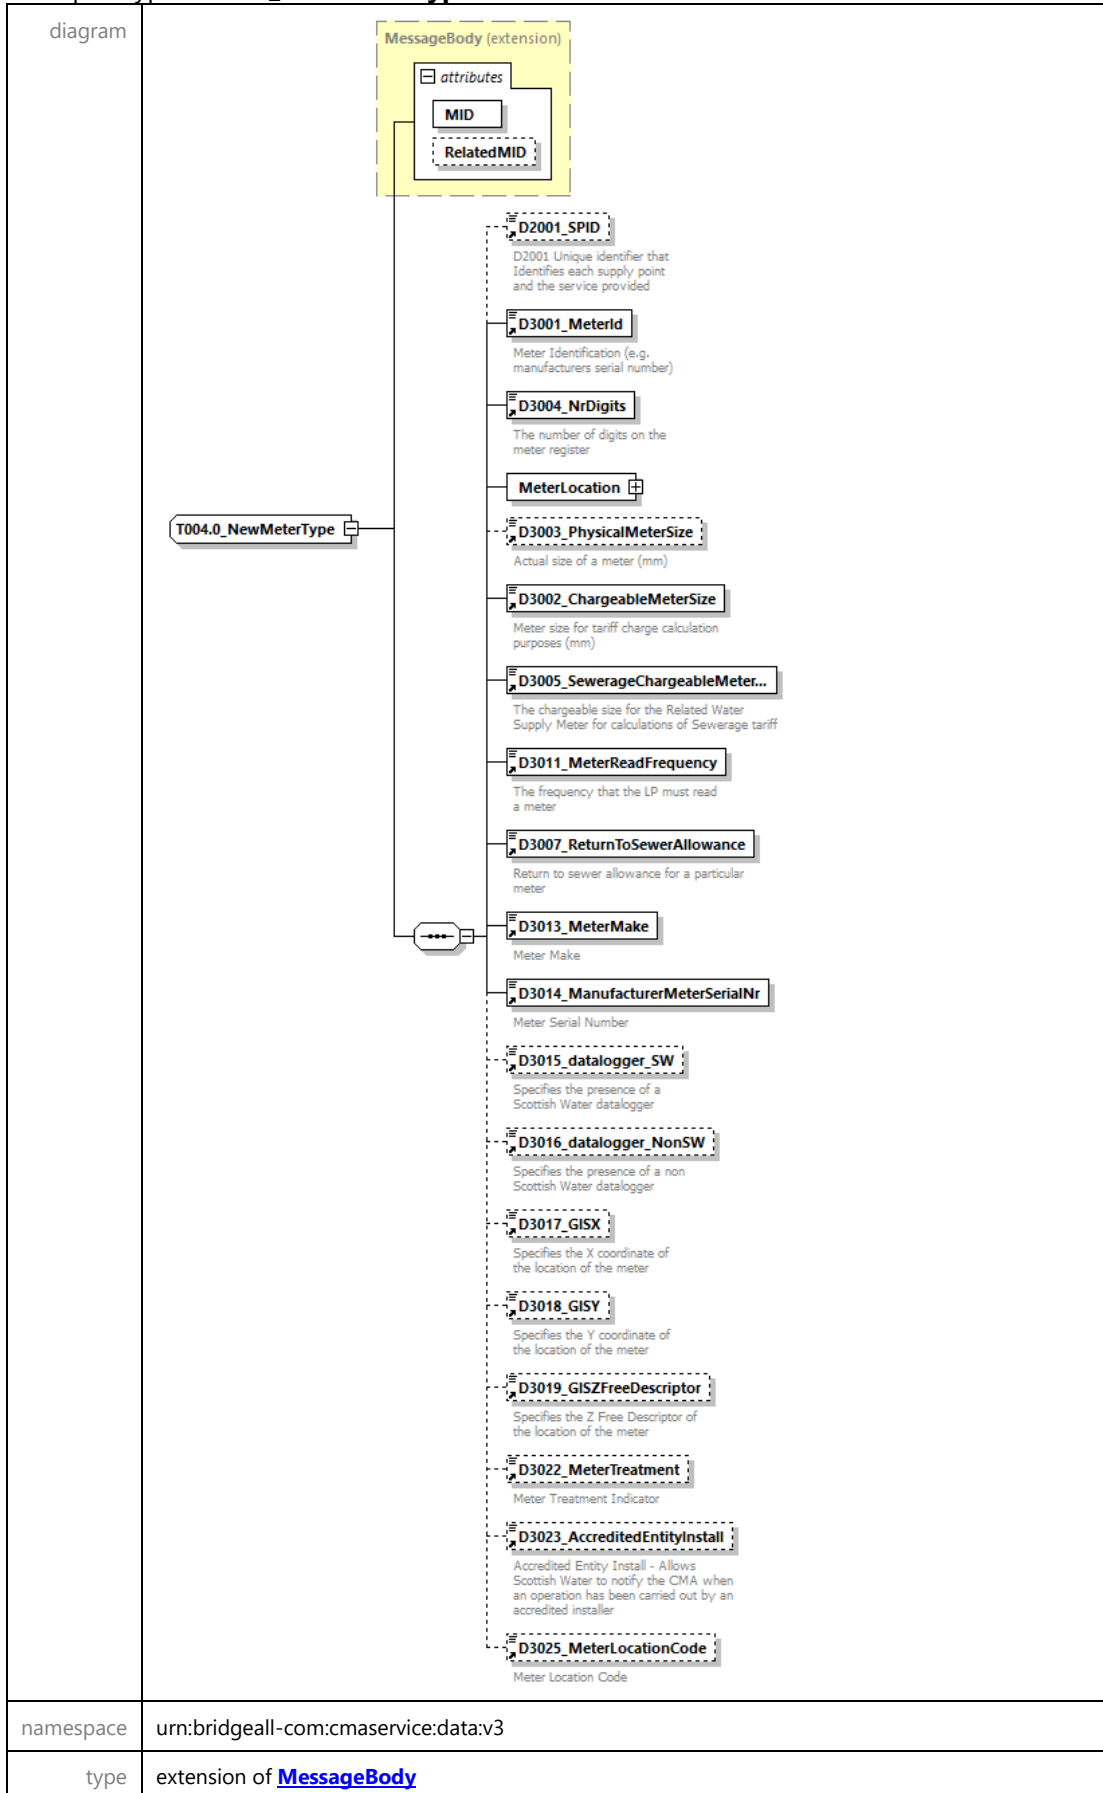 diagram
MessageBody (extension)
attributes
MID
RelatedMID
D2001_SPID
D2001 Unique identifier that
Identifies each supply point
and the service provided
D3001_MeterId
Meter Identification (e.g.
manufacturers serial number)
D3004_NrDigits
The number of digits on the
meter register
MeterLocation
T004.0_NewMeterType
D3003_PhysicalMeterSize
Actual size of a meter (mm)
D3002_ChargeableMeterSize
Meter size for tariff charge calculation
purposes (mm)
D3005_SewerageChargeableMeter...
The chargeable size for the Related Water
Supply Meter for calculations of Sewerage tariff
D3011_MeterReadFrequency
The frequency that the LP must read
a meter
D3007_ReturnToSewerAllowance
Return to sewer allowance for a particular
meter
D3013_MeterMake
Meter Make
D3014_ManufacturerMeterSerialNr
Meter Serial Number
D3015_datalogger_SW
Specifies the presence of a
Scottish Water datalogger
D3016_datalogger_NonSW
Specifies the presence of a non
Scottish Water datalogger
D3017_GISX
Specifies the X coordinate of
the location of the meter
D3018_GISY
Specifies the Y coordinate of
the location of the meter
D3019_GISZFreeDescriptor
Specifies the Z Free Descriptor of
the location of the meter
D3022_MeterTreatment
Meter Treatment Indicator
D3023_AccreditedEntityInstall
Accredited Entity Install - Allows
Scottish Water to notify the CMA when
an operation has been carried out by an
accredited installer
D3025_MeterLocationCode
Meter Location Code
namespace urn:bridgeall-com:cmaservice:data:v3
type extension of MessageBody